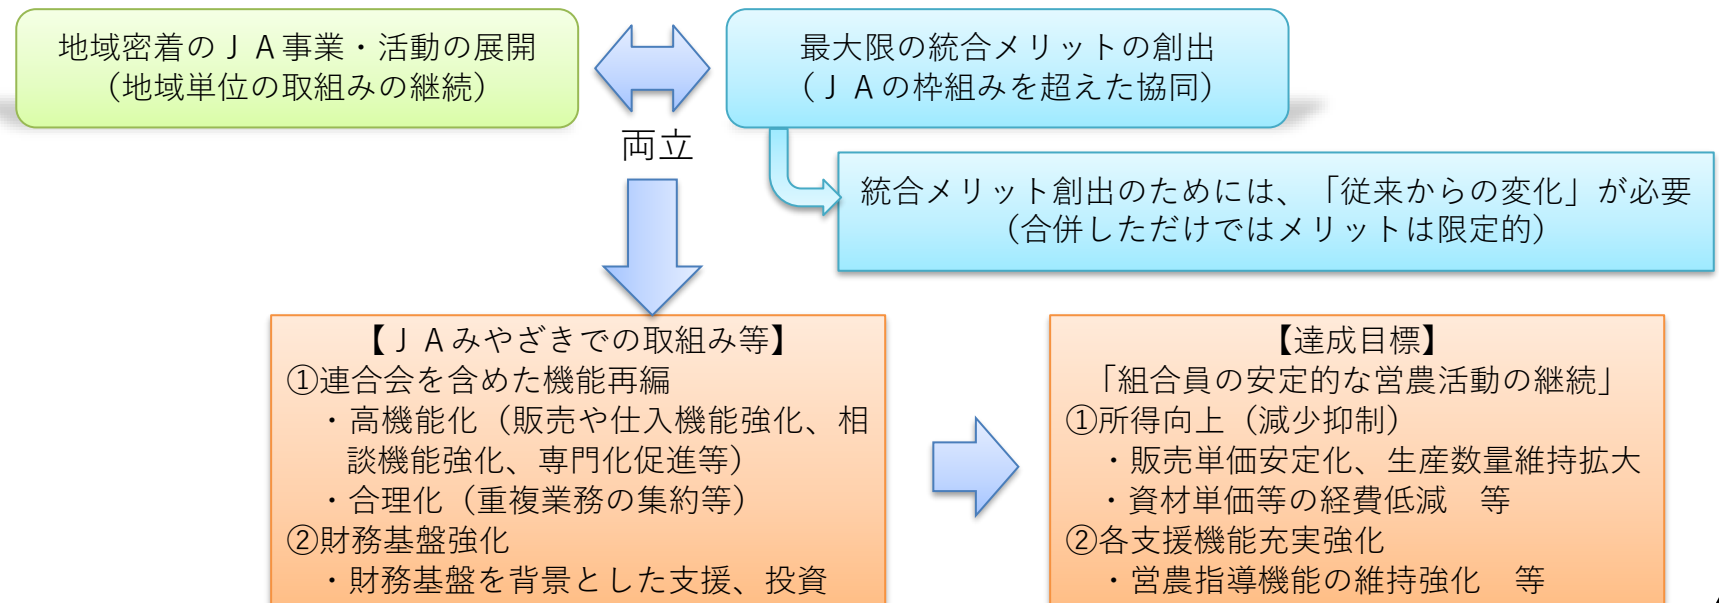 地域密着のＪＡ事業・活動の展開
（地域単位の取組みの継続）
両立
最大限の統合メリットの創出
（ＪＡの枠組みを超えた協同）
統合メリット創出のためには、「従来からの変化」が必要
（合併しただけではメリットは限定的）
【ＪＡみやざきでの取組み等】
①連合会を含めた機能再編
・高機能化（販売や仕入機能強化、相
談機能強化、専門化促進等）
・合理化（重複業務の集約等）
②財務基盤強化
・財務基盤を背景とした支援、投資
【達成目標】
「組合員の安定的な営農活動の継続」
①所得向上（減少抑制）
・販売単価安定化、生産数量維持拡大
・資材単価等の経費低減　等
②各支援機能充実強化
・営農指導機能の維持強化　等